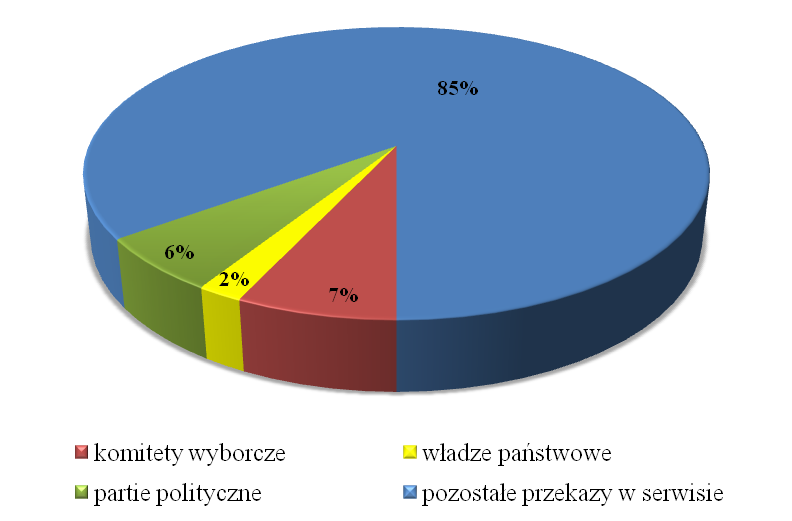 85%
6%
2%
7%
komitety wyborcze
władze państwowe
partie polityczne
pozostałe przekazy w serwisie